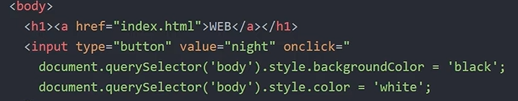 <body>
<h1><a href="index.html">WEB</a></h1>
<input type="button" value="night" onclick="
document.querySelector('body').style.backgroundColor = 'black';
document.querySelector('body').style.color = 'white';